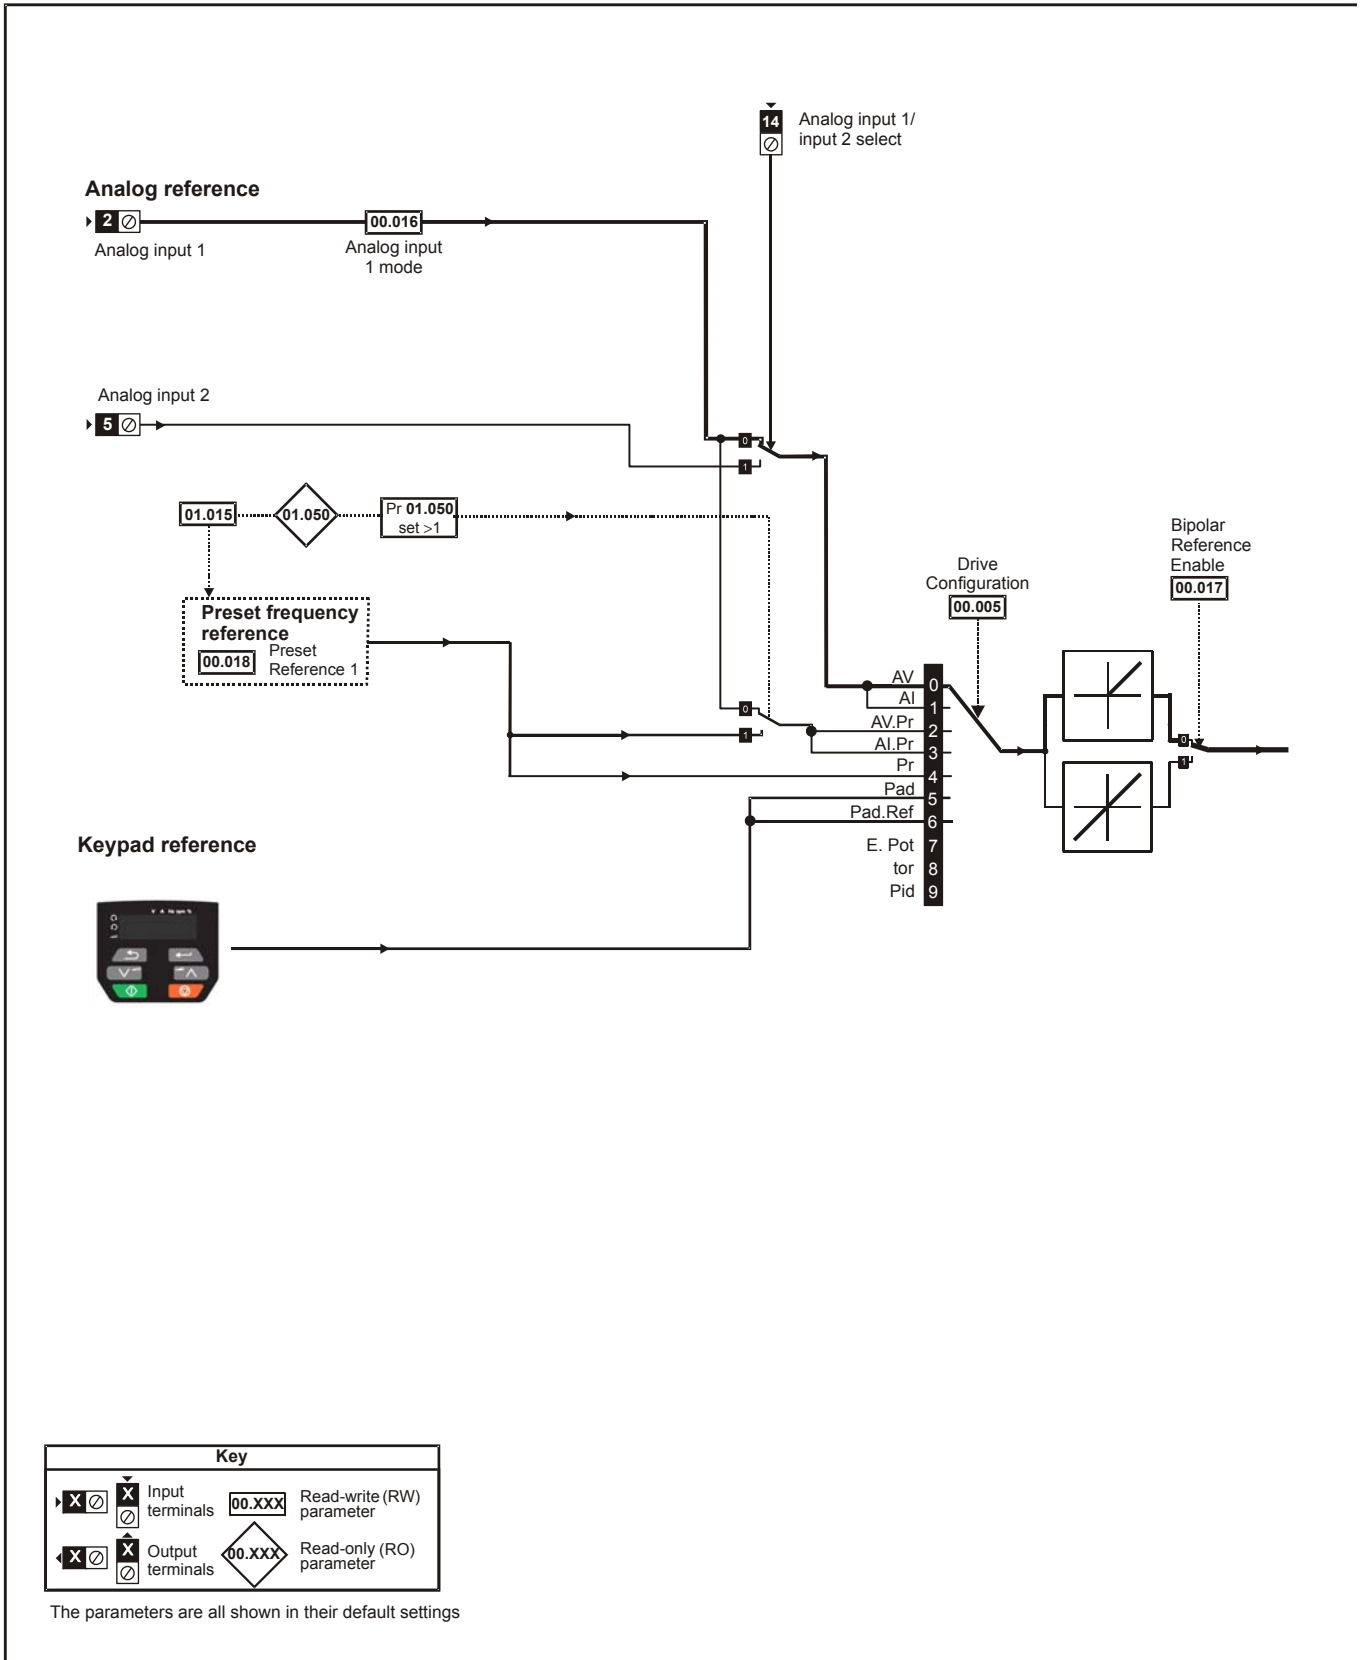 14
Analog input 1/
input 2 select
Analog reference
2
00.016
Analog input 1
Analog input
1 mode
Analog input 2
5
0
1
01.015
01.050
Pr 01.050
set >1
Bipolar
Reference
Enable
00.017
Drive
Configuration
00.005
Preset frequency
reference
00.018
Preset
Reference 1
0
1
AV 0
AI 1
AV.Pr 2
AI.Pr 3
Pr 4
Pad 5
Pad.Ref 6
E. Pot 7
tor 8
Pid 9
0
1
Keypad reference
Key
X
X
Input
terminals
00.XXX
Read-write (RW)
parameter
X
X
Output
terminals
00.XXX
Read-only (RO)
parameter
The parameters are all shown in their default settings